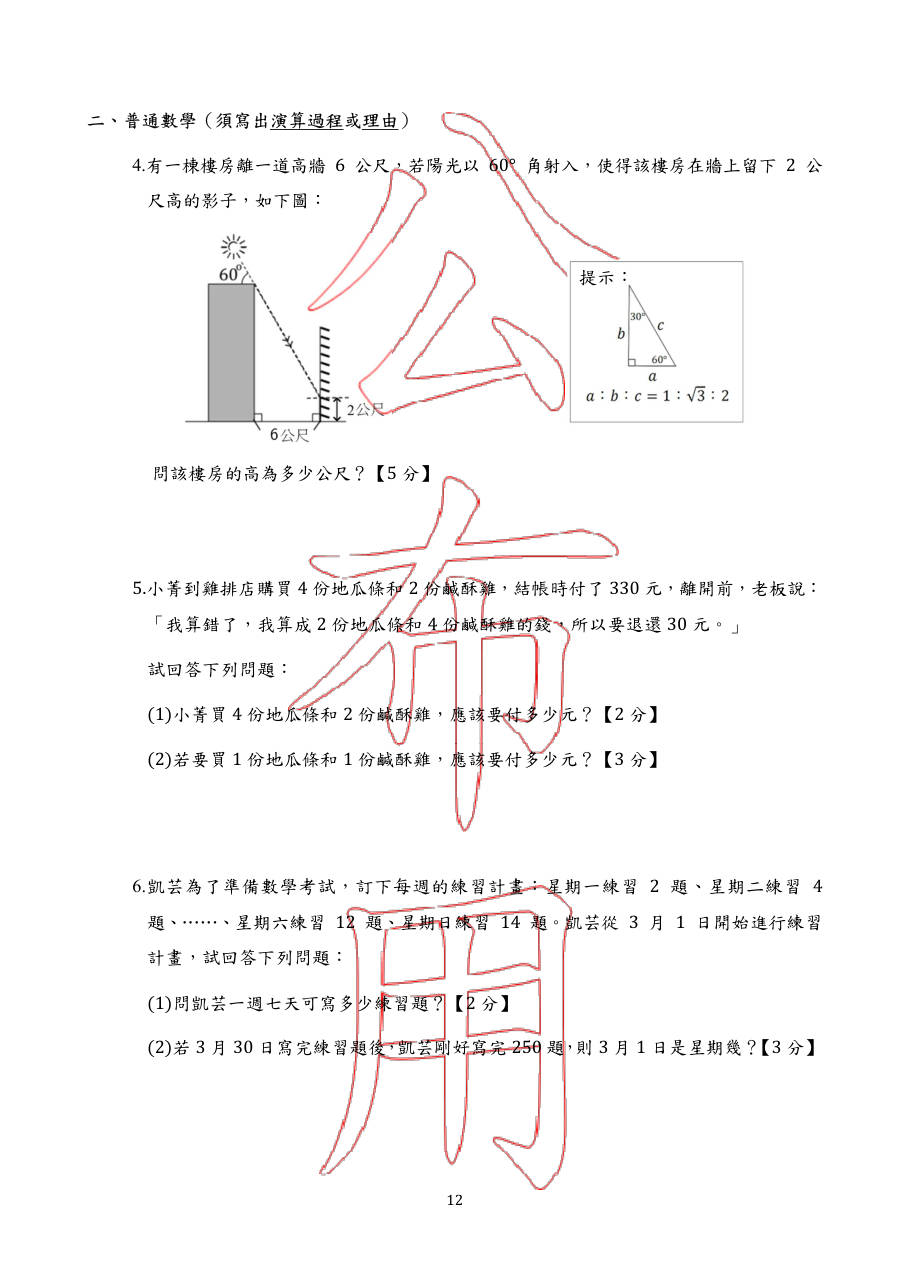 二、普通數學（須寫出演算過程或理由）
4.有一棟樓房離一道高牆 6 公尺，若陽光以 60° 角射入，使得該樓房在牆上留下 2 公
尺高的影子，如下圖：
60°
2公尺
6公尺
提示：
30°
b
c
60°
a
a：b：c＝1：√3：2
問該樓房的高為多少公尺？【5 分】
5.小菁到雞排店購買 4 份地瓜條和 2 份鹹酥雞，結帳時付了 330 元，離開前，老板說：
「我算錯了，我算成 2 份地瓜條和 4 份鹹酥雞的錢，所以要退還 30 元。」
試回答下列問題：
(1)小菁買 4 份地瓜條和 2 份鹹酥雞，應該要付多少元？【2 分】
(2)若要買 1 份地瓜條和 1 份鹹酥雞，應該要付多少元？【3 分】
6.凱芸為了準備數學考試，訂下每週的練習計畫：星期一練習 2 題、星期二練習 4
題、……、星期六練習 12 題、星期日練習 14 題。凱芸從 3 月 1 日開始進行練習
計畫，試回答下列問題：
(1)問凱芸一週七天可寫多少練習題？【2 分】
(2)若 3 月 30 日寫完練習題後，凱芸剛好寫完 250 題，則 3 月 1 日是星期幾？【3 分】
公
布
用
12